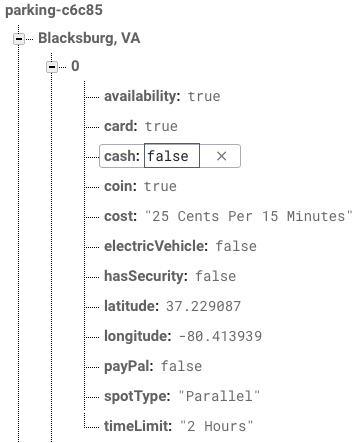 parking-c6c85
Blacksburg, VA
0
availability: true
card: true
cash: false ×
coin: true
cost: "25 Cents Per 15 Minutes"
electricVehicle: false
hasSecurity: false
latitude: 37.229087
longitude: -80.413939
payPal: false
spotType: "Parallel"
timeLimit: "2 Hours"